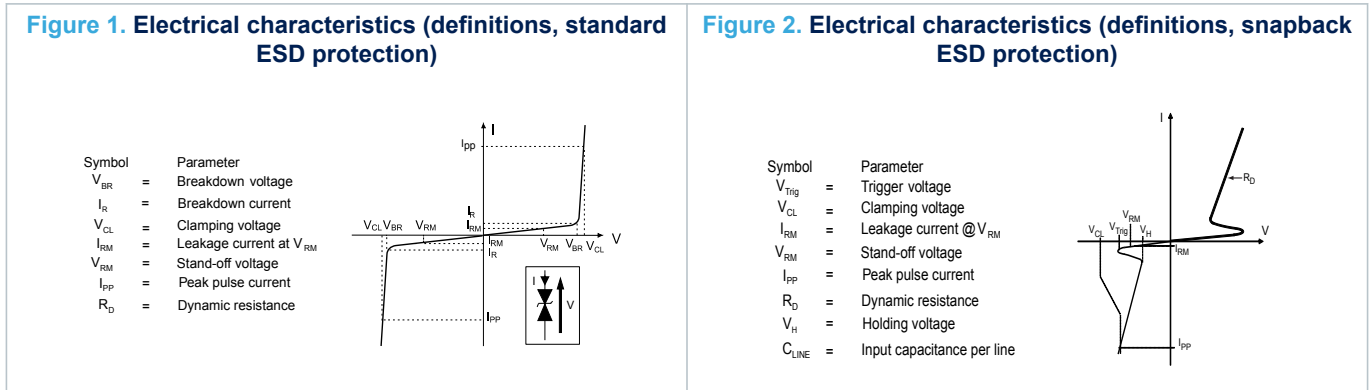 Figure 1. Electrical characteristics (definitions, standard
ESD protection)
Symbol Parameter
VBR = Breakdown voltage
IR = Breakdown current
VCL = Clamping voltage
IRM = Leakage current at VRM
VRM = Stand-off voltage
IPP = Peak pulse current
RD = Dynamic resistance
I
Ipp
IR
IRM
VCL VBR VRM
VRM VBR VCL V
IRM
IR
IPP
I V
Figure 2. Electrical characteristics (definitions, snapback
ESD protection)
Symbol Parameter
VTrig = Trigger voltage
VCL = Clamping voltage
IRM = Leakage current @ VRM
VRM = Stand-off voltage
IPP = Peak pulse current
RD = Dynamic resistance
VH = Holding voltage
CLINE = Input capacitance per line
I
RD
VRM
VCL VTrig VH V
IRM
IPP